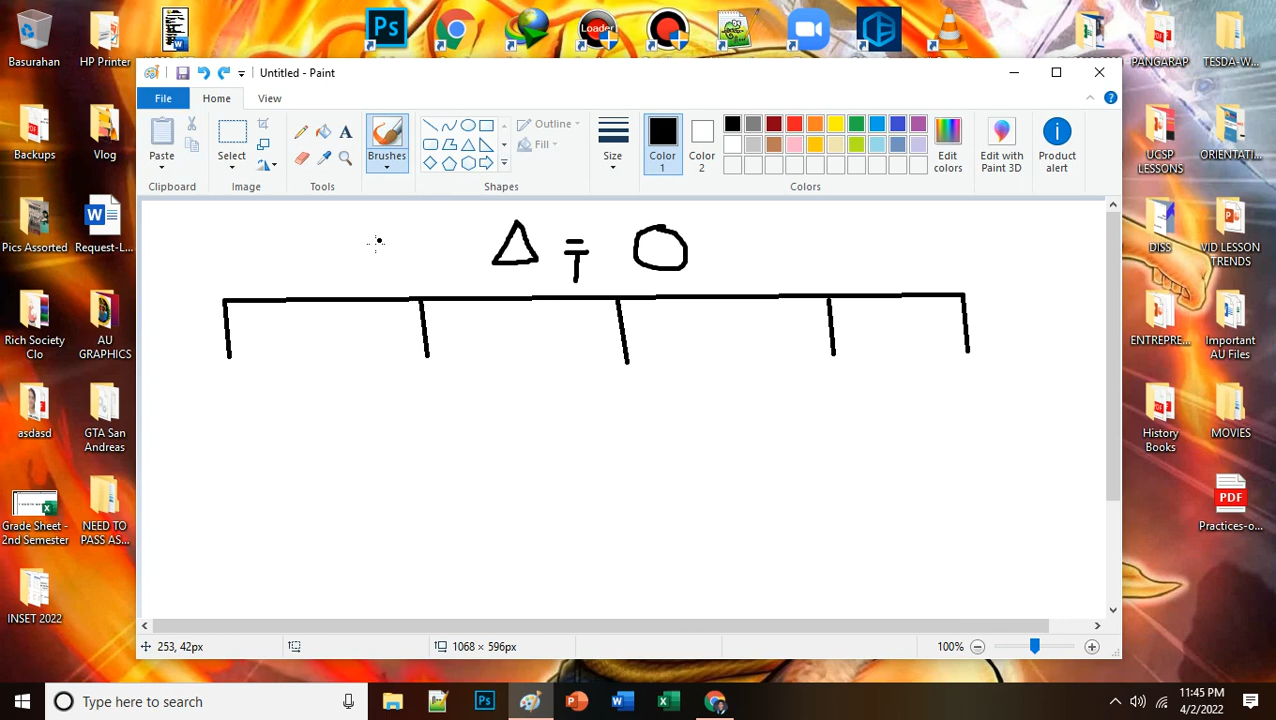 Basurahan
HP Printer
Loader
PANGARAP
TESDA-W...
Untitled - Paint
File
Home
View
Paste
Select
Brushes
Outline
Fill
Size
Color 1
Color 2
Edit colors
Edit with Paint 3D
Product alert
Clipboard
Image
Tools
Shapes
Colors
Backups
Vlog
UCSP LESSONS
ORIENTATI...
Pics Assorted
Request-L...
DISS
VID LESSON TRENDS
Rich Society Clo
AU GRAPHICS
ENTREPRE...
Important AU Files
asdasd
GTA San Andreas
History Books
MOVIES
Grade Sheet - 2nd Semester
NEED TO PASS AS...
PDF
Practices-o...
INSET 2022
253, 42px
1068 × 596px
100%
Type here to search
11:45 PM
4/2/2022